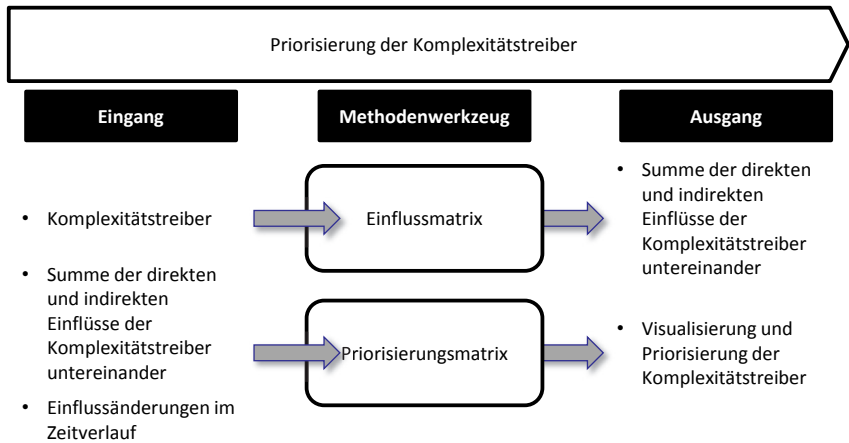 Priorisierung der Komplexitätstreiber
Eingang
Methodenwerkzeug
Ausgang
• Komplexitätstreiber
• Summe der direkten
und indirekten
Einflüsse der
Komplexitätstreiber
untereinander
• Einflussänderungen im
Zeitverlauf
Einflussmatrix
Priorisierungsmatrix
• Summe der direkten
und indirekten
Einflüsse der
Komplexitätstreiber
untereinander
• Visualisierung und
Priorisierung der
Komplexitätstreiber